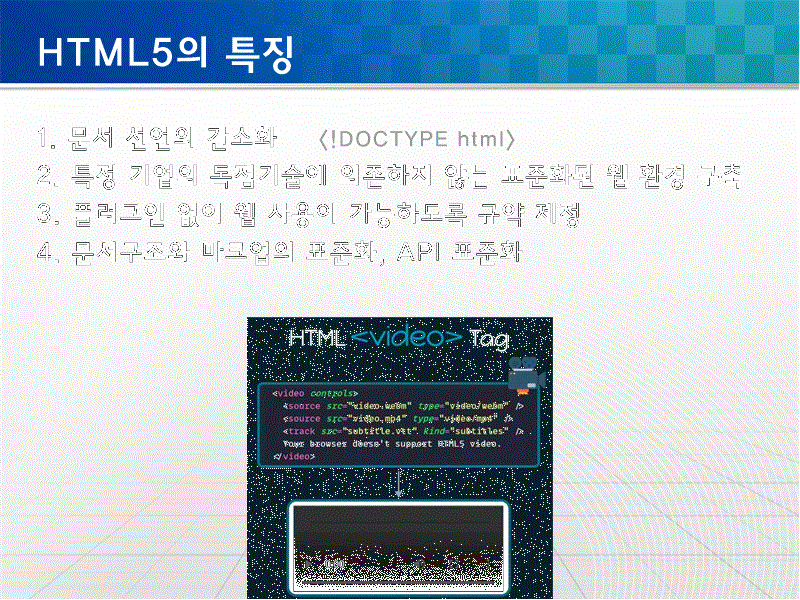 HTML5의 특징
1. 문서 선언의 간소화 <!DOCTYPE html>
2. 특정 기업의 독점기술에 의존하지 않는 표준화된 웹 환경 구축
3. 플러그인 없이 웹 사용이 가능하도록 규약 제정
4. 문서구조와 마크업의 표준화, API 표준화
HTML <video> Tag
<video controls>
<source src="video.webm" type="video/webm" />
<source src="video.mp4" type="video/mp4" />
<track src="subtitle.vtt" kind="subtitles" />
Your browser doesn't support HTML5 video.
</video>